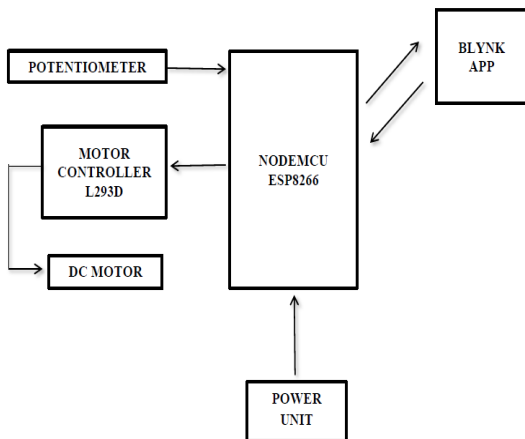 POTENTIOMETER
BLYNK
APP
MOTOR
CONTROLLER
L293D
NODEMCU
ESP8266
DC MOTOR
POWER
UNIT